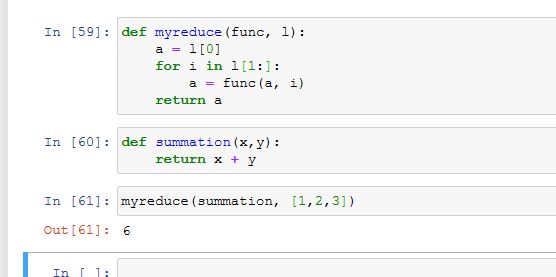 In [59]: def myreduce(func, l):
    a = l[0]
    for i in l[1:]:
        a = func(a, i)
    return a
In [60]: def summation(x,y):
    return x + y
In [61]: myreduce(summation, [1,2,3])
Out[61]: 6
In [ ]: